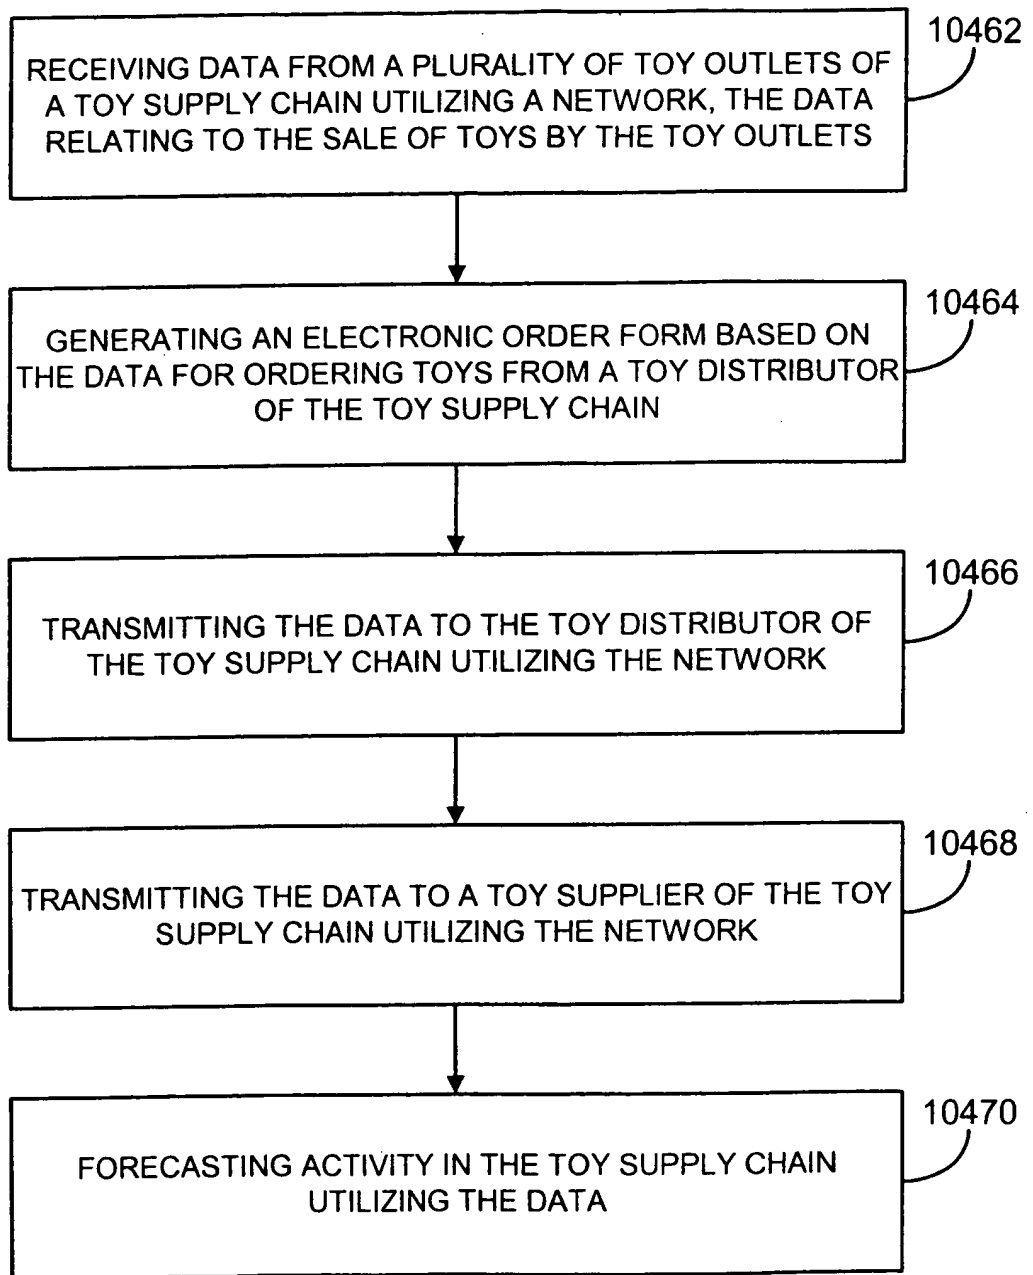 10462
RECEIVING DATA FROM A PLURALITY OF TOY OUTLETS OF
A TOY SUPPLY CHAIN UTILIZING A NETWORK, THE DATA
RELATING TO THE SALE OF TOYS BY THE TOY OUTLETS
10464
GENERATING AN ELECTRONIC ORDER FORM BASED ON
THE DATA FOR ORDERING TOYS FROM A TOY DISTRIBUTOR
OF THE TOY SUPPLY CHAIN
10466
TRANSMITTING THE DATA TO THE TOY DISTRIBUTOR OF
THE TOY SUPPLY CHAIN UTILIZING THE NETWORK
10468
TRANSMITTING THE DATA TO A TOY SUPPLIER OF THE TOY
SUPPLY CHAIN UTILIZING THE NETWORK
10470
FORECASTING ACTIVITY IN THE TOY SUPPLY CHAIN
UTILIZING THE DATA